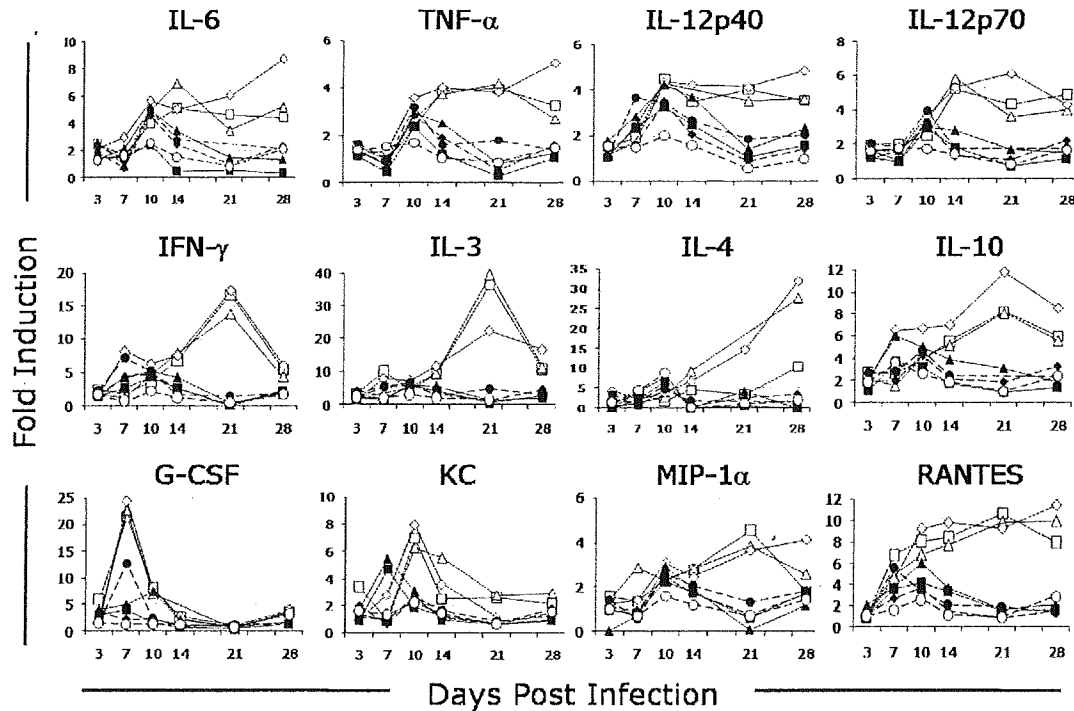 IL-6 TNF-α IL-12p40 IL-12p70
10 8 6 4 2 0
6 4 2 0
6 4 2 0
8 6 4 2 0
3 7 10 14 21 28
3 7 10 14 21 28
3 7 10 14 21 28
3 7 10 14 21 28
Fold Induction
IFN-γ IL-3 IL-4 IL-10
20 15 10 5 0
40 30 20 10 0
35 30 25 20 15 10 5 0
12 10 8 6 4 2 0
3 7 10 14 21 28
3 7 10 14 21 28
3 7 10 14 21 28
3 7 10 14 21 28
G-CSF KC MIP-1α RANTES
25 20 15 10 5 0
10 8 6 4 2 0
6 4 2 0
12 10 8 6 4 2 0
3 7 10 14 21 28
3 7 10 14 21 28
3 7 10 14 21 28
3 7 10 14 21 28
Days Post Infection